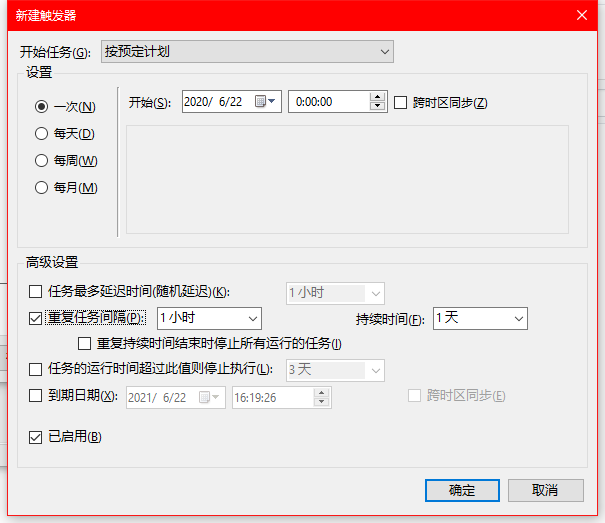 新建触发器
开始任务(G): 按预定计划
设置
一次(N)
每天(D)
每周(W)
每月(M)
开始(S): 2020/ 6/22 0:00:00 跨时区同步(Z)
高级设置
任务最多延迟时间(随机延迟)(K): 1 小时
重复任务间隔(P): 1 小时 持续时间(F): 1 天
重复持续时间结束时停止所有运行的任务(I)
任务的运行时间超过此值则停止执行(L): 3 天
到期日期(X): 2021/ 6/22 16:19:26 跨时区同步(E)
已启用(B)
确定 取消